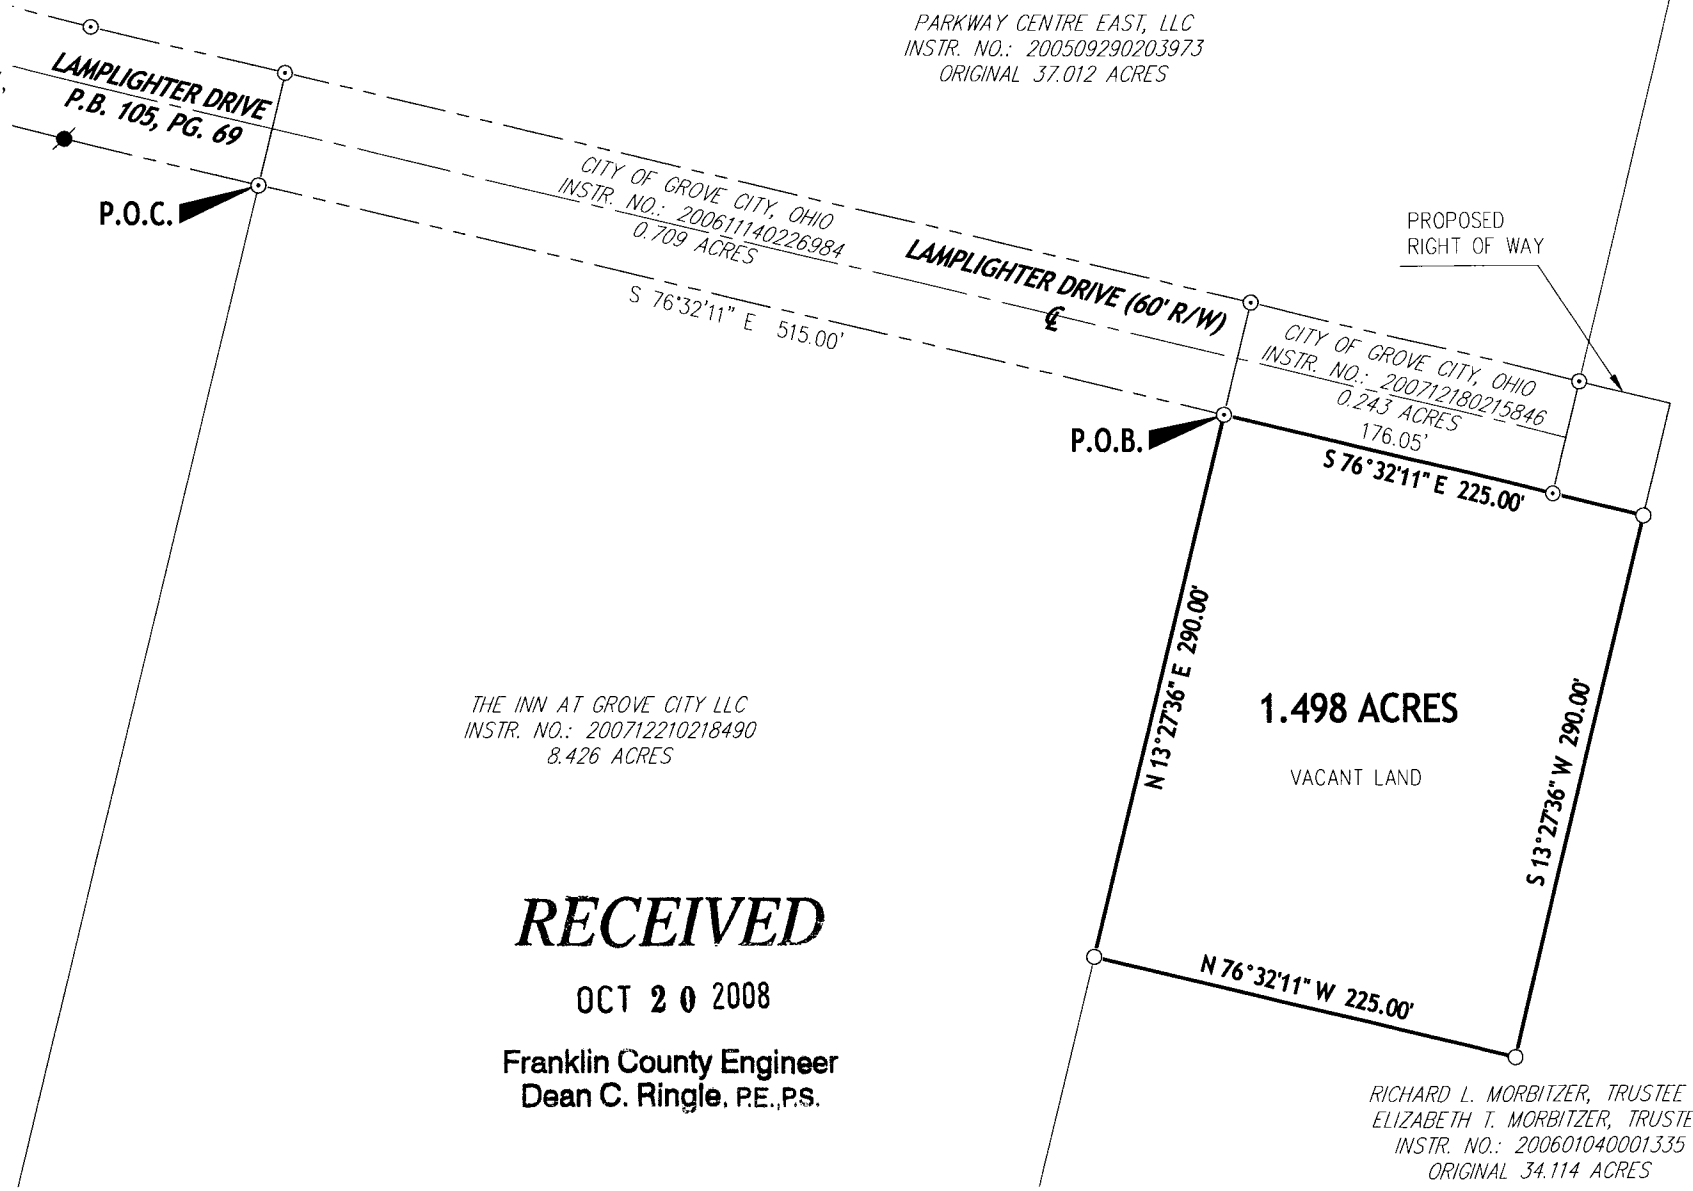 PARKWAY CENTRE EAST, LLC
INSTR. NO.: 200509290203973
ORIGINAL 37.012 ACRES
LAMPLIGHTER DRIVE
P.B. 105, PG. 69
P.O.C.
CITY OF GROVE CITY, OHIO
INSTR. NO.: 200611140226984
0.709 ACRES
LAMPLIGHTER DRIVE (60' R/W)
℄
S 76°32'11" E 515.00'
PROPOSED
RIGHT OF WAY
CITY OF GROVE CITY, OHIO
INSTR. NO.: 200712180215846
0.243 ACRES
176.05'
P.O.B.
S 76°32'11" E 225.00'
N 13°27'36" E 290.00'
1.498 ACRES
VACANT LAND
S 13°27'36" W 290.00'
THE INN AT GROVE CITY LLC
INSTR. NO.: 200712210218490
8.426 ACRES
N 76°32'11" W 225.00'
RECEIVED
OCT 20 2008
Franklin County Engineer
Dean C. Ringle, P.E.,P.S.
RICHARD L. MORBITZER, TRUSTEE
ELIZABETH T. MORBITZER, TRUSTE
INSTR. NO.: 200601040001335
ORIGINAL 34.114 ACRES